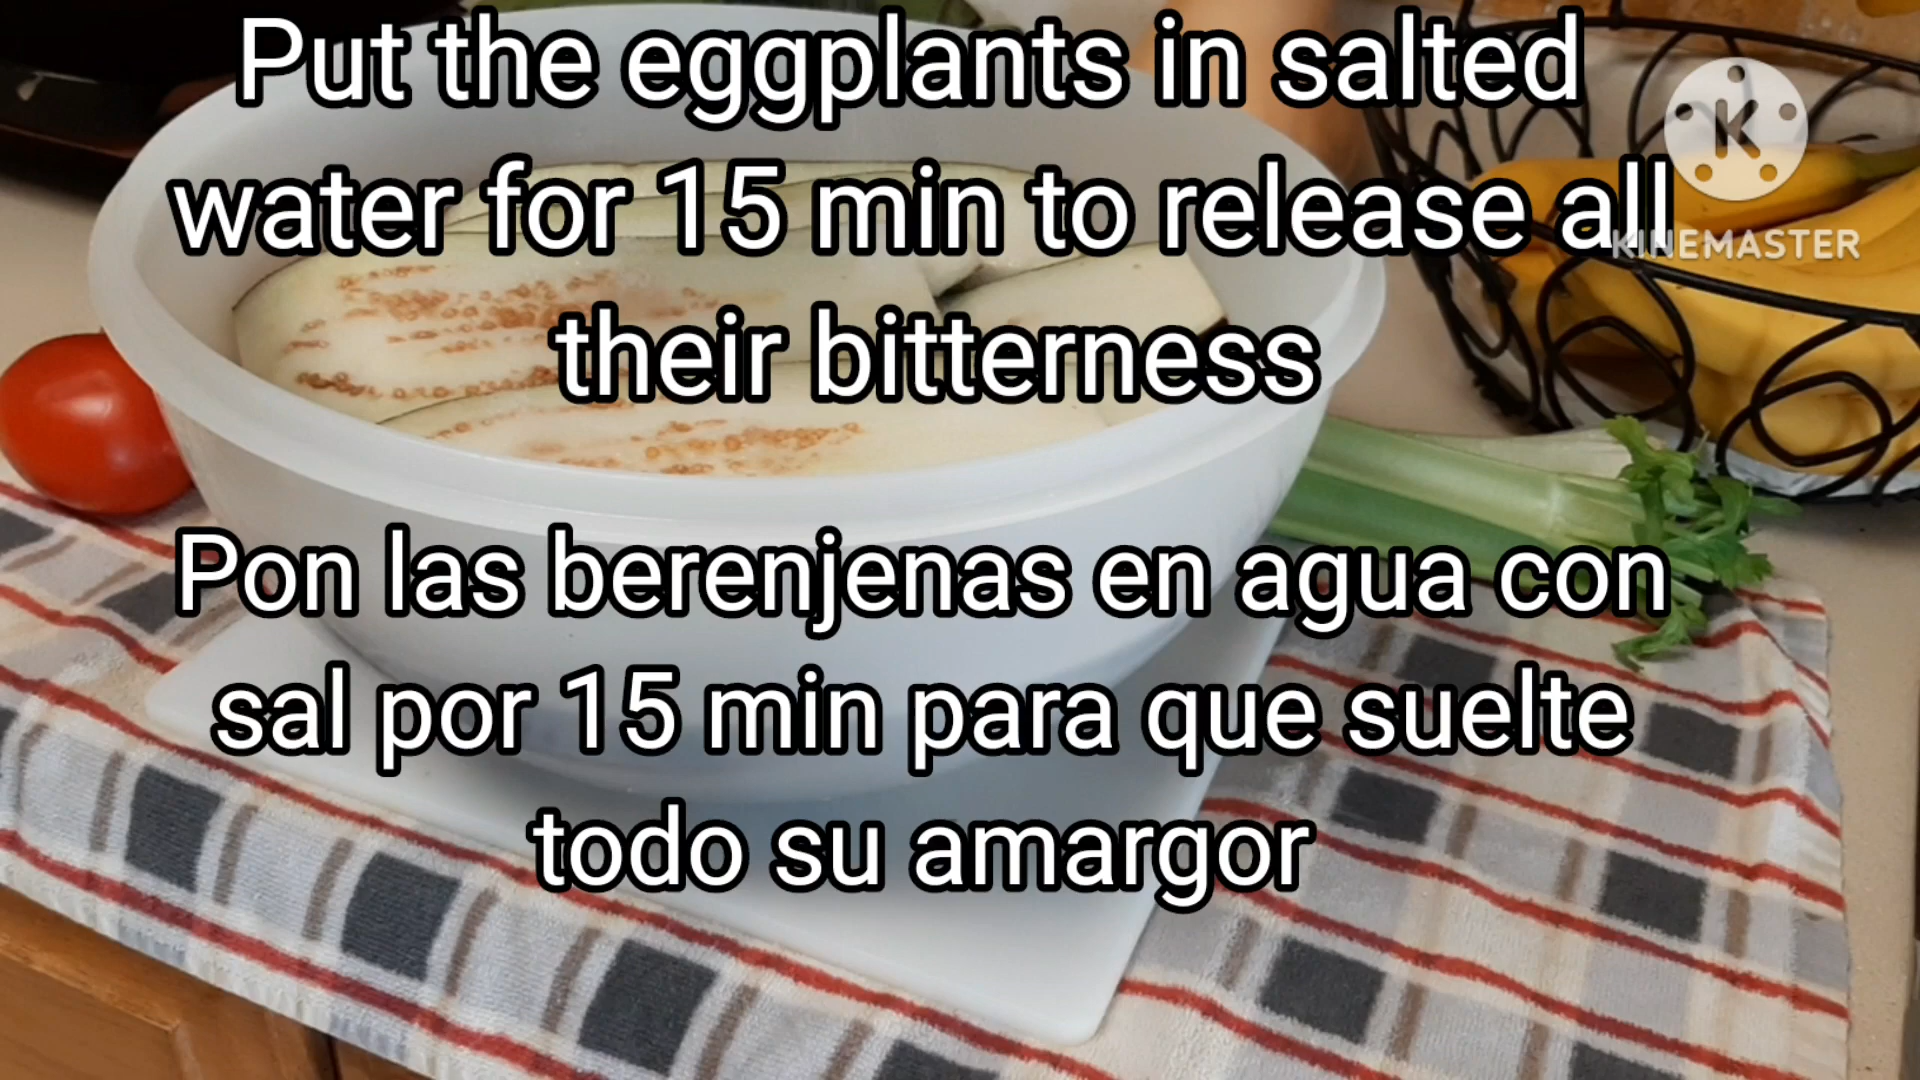 Put the eggplants in salted
water for 15 min to release all
their bitterness
Pon las berenjenas en agua con
sal por 15 min para que suelte
todo su amargor
K
KINEMASTER